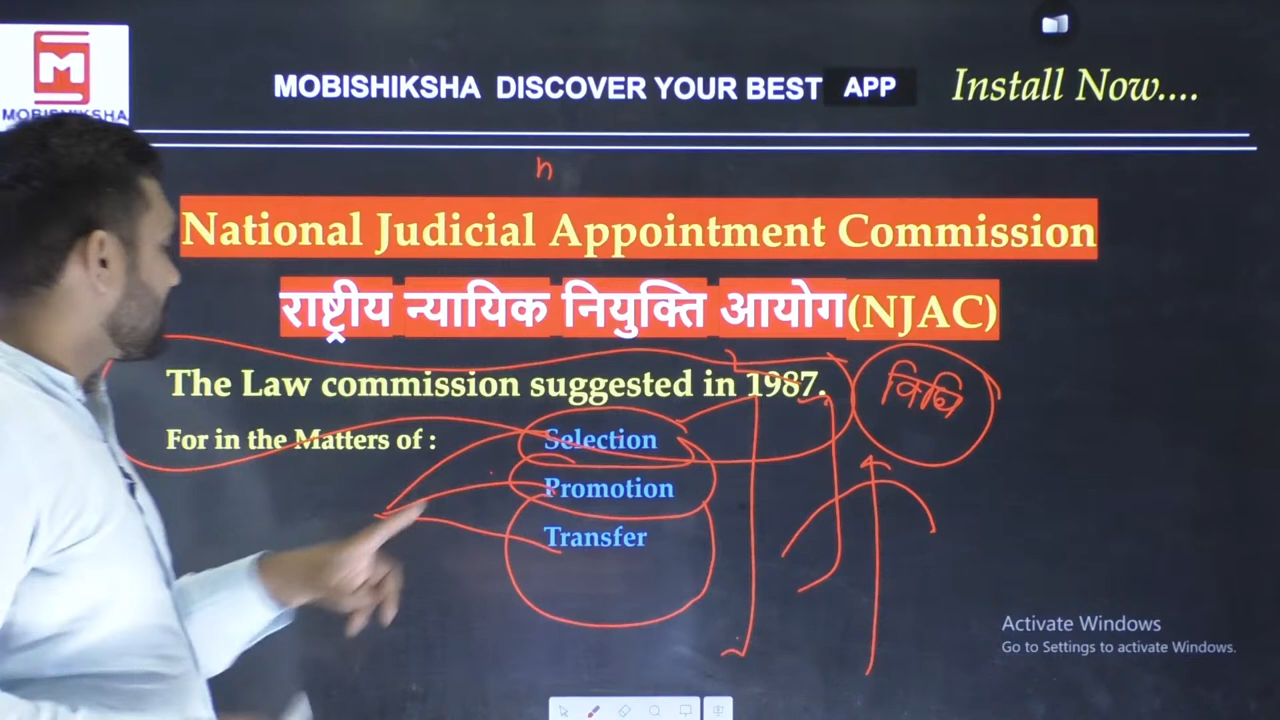 MOBISHIKSHA
MOBISHIKSHA DISCOVER YOUR BEST APP Install Now....
n
National Judicial Appointment Commission
राष्ट्रीय न्यायिक नियुक्ति आयोग(NJAC)
The Law commission suggested in 1987.
विधि
For in the Matters of :
Selection
Promotion
Transfer
Activate Windows
Go to Settings to activate Windows.